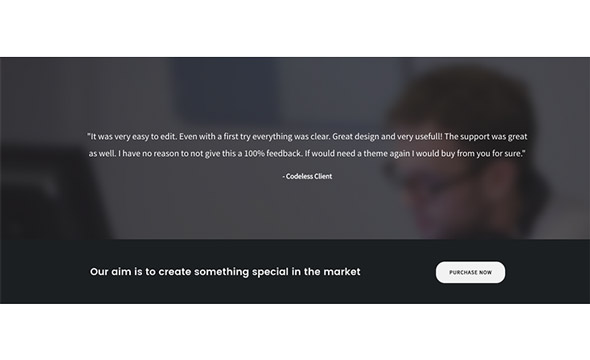 "It was very easy to edit. Even with a first try everything was clear. Great design and very usefull! The support was great
as well. I have no reason to not give this a 100% feedback. If would need a theme again I would buy from you for sure."
- Codeless Client
Our aim is to create something special in the market
PURCHASE NOW